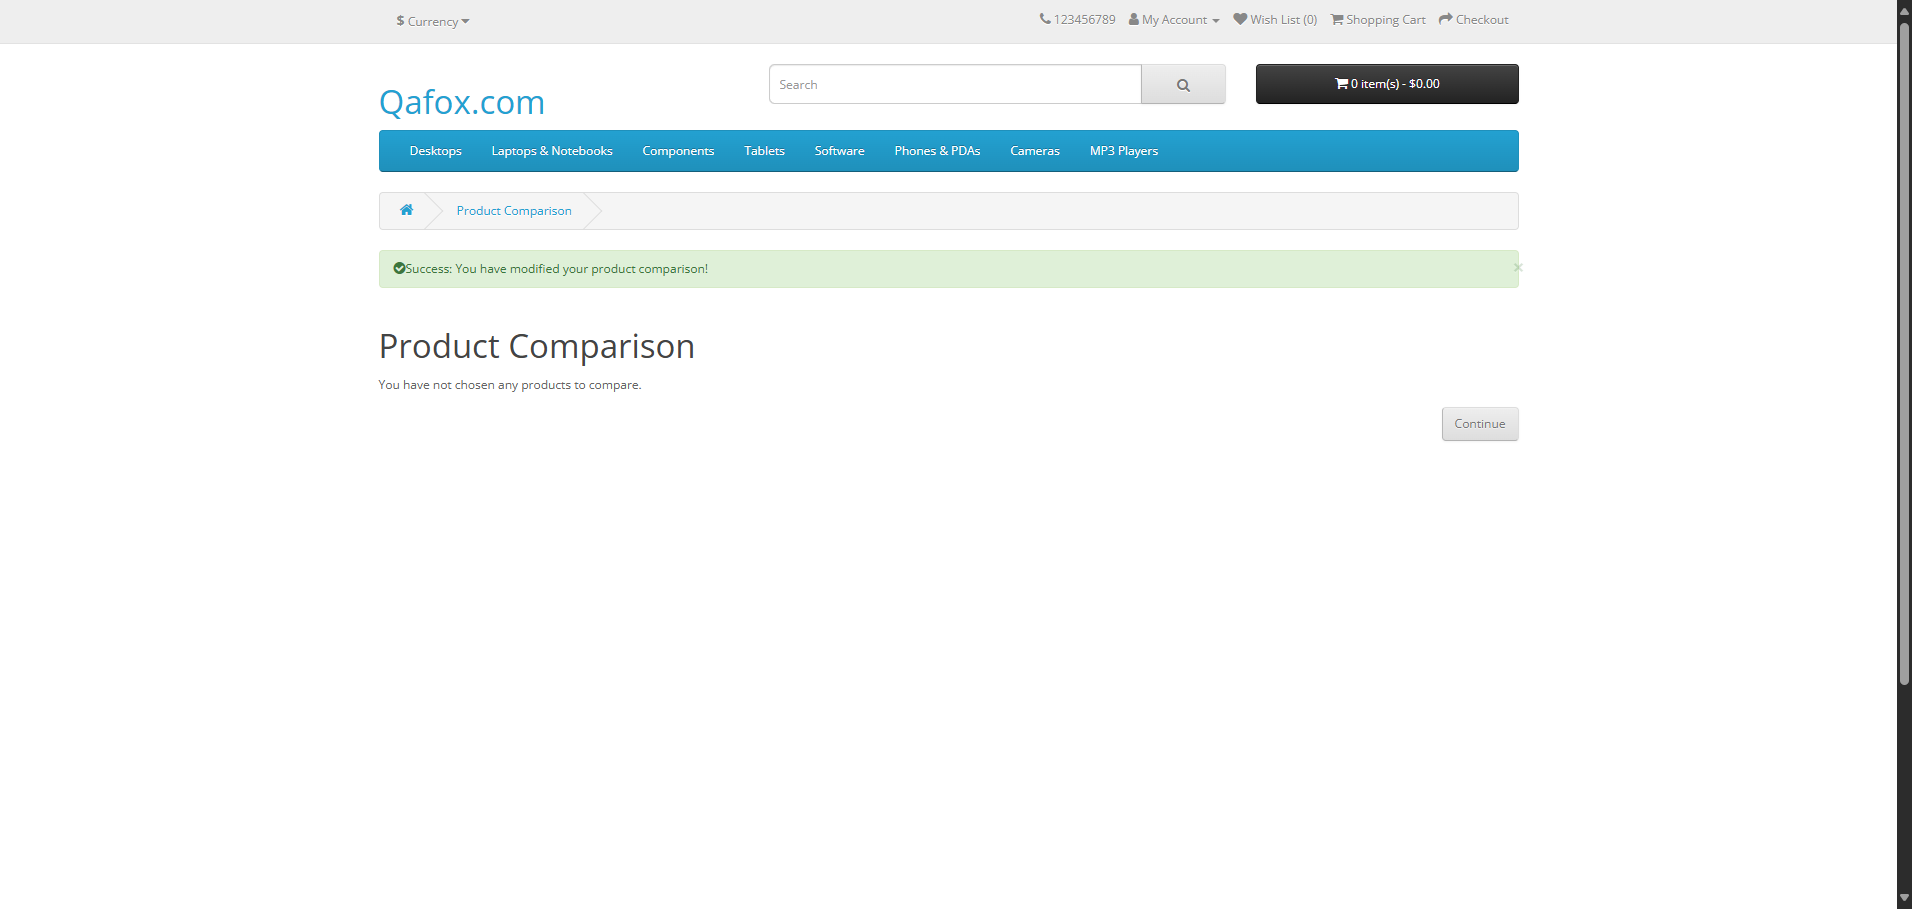 $ Currency
123456789 My Account Wish List (0) Shopping Cart Checkout
Qafox.com
Search
0 item(s) - $0.00
Desktops Laptops & Notebooks Components Tablets Software Phones & PDAs Cameras MP3 Players
Product Comparison
Success: You have modified your product comparison!
×
Product Comparison
You have not chosen any products to compare.
Continue